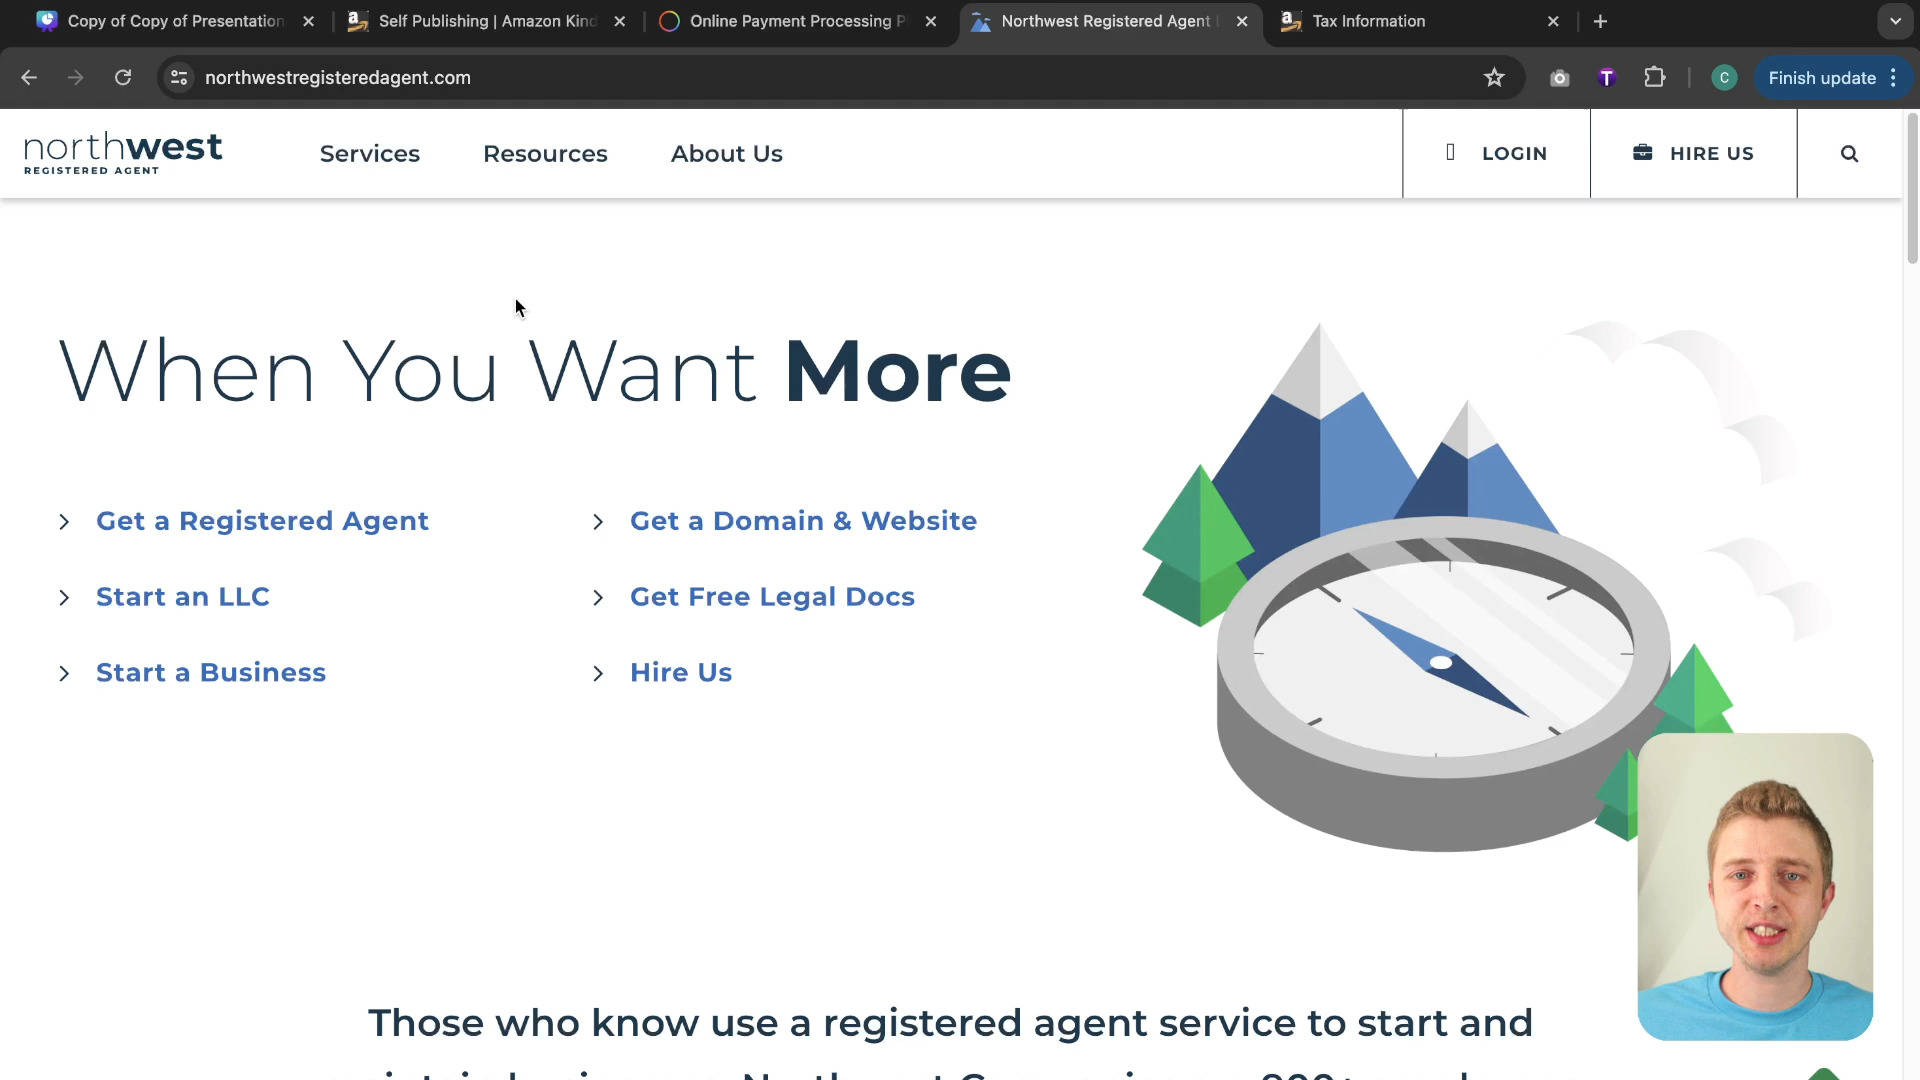 Copy of Copy of Presentation
Self Publishing | Amazon Kind
Online Payment Processing P
Northwest Registered Agent
Tax Information
northwestregisteredagent.com
T
C
Finish update
northwest
REGISTERED AGENT
Services
Resources
About Us
LOGIN
HIRE US
When You Want More
Get a Registered Agent
Get a Domain & Website
Start an LLC
Get Free Legal Docs
Start a Business
Hire Us
Those who know use a registered agent service to start and